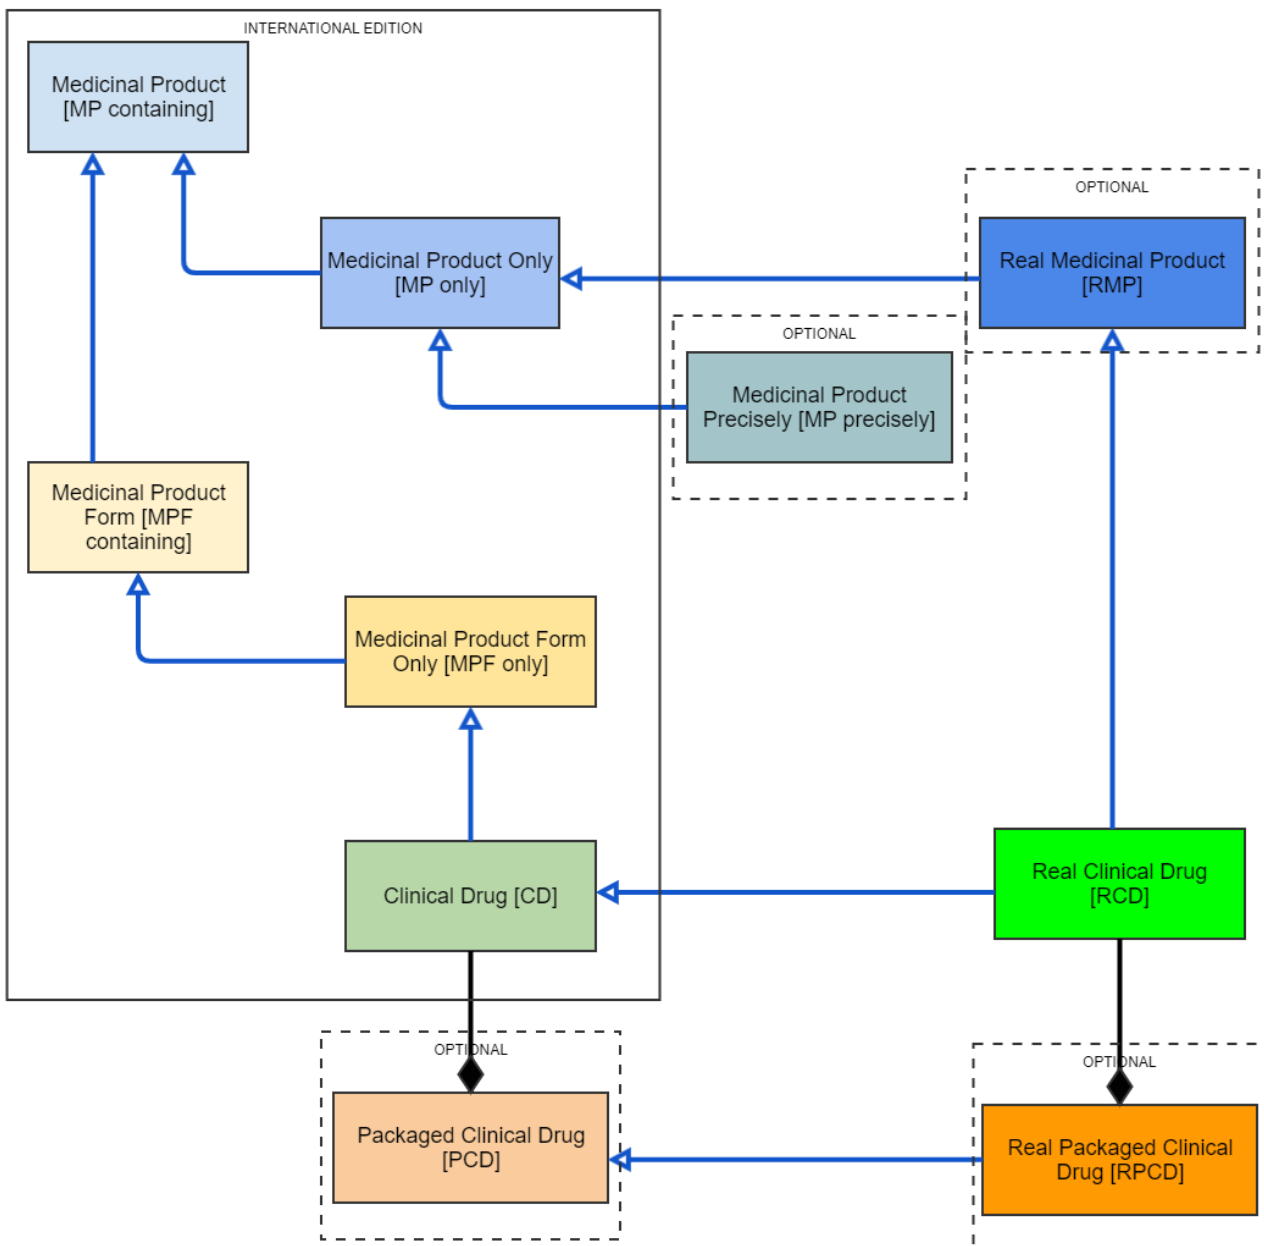 INTERNATIONAL EDITION
Medicinal Product
[MP containing]
OPTIONAL
Medicinal Product Only
[MP only]
Real Medicinal Product
[RMP]
OPTIONAL
Medicinal Product
Precisely [MP precisely]
Medicinal Product
Form [MPF
containing]
Medicinal Product Form
Only [MPF only]
Clinical Drug [CD]
Real Clinical Drug
[RCD]
OPTIONAL
OPTIONAL
Packaged Clinical Drug
[PCD]
Real Packaged Clinical
Drug [RPCD]